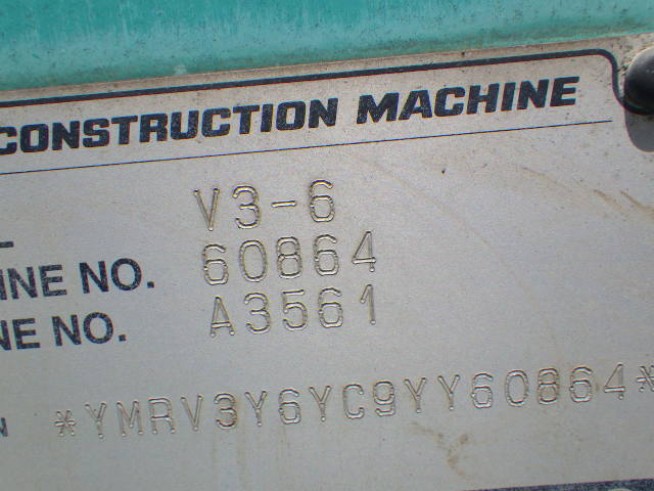 CONSTRUCTION MACHINE
L V3-6
INE NO. 60864
NE NO. A3561
N *YMRV3Y6YC9YY60864*